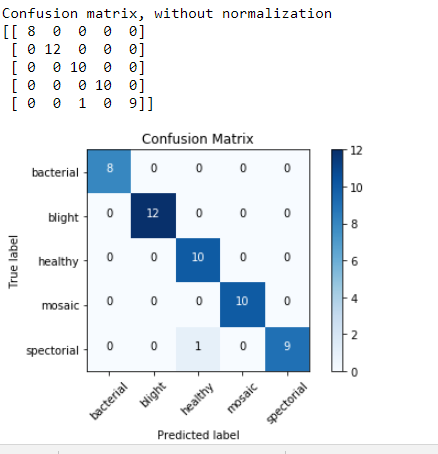 Confusion matrix, without normalization
[[ 8 0 0 0 0]
[ 0 12 0 0 0]
[ 0 0 10 0 0]
[ 0 0 0 10 0]
[ 0 0 1 0 9]]
Confusion Matrix
True label
bacterial 8 0 0 0 0
blight 0 12 0 0 0
healthy 0 0 10 0 0
mosaic 0 0 0 10 0
spectorial 0 0 1 0 9
bacterial blight healthy mosaic spectorial
Predicted label
12
10
8
6
4
2
0